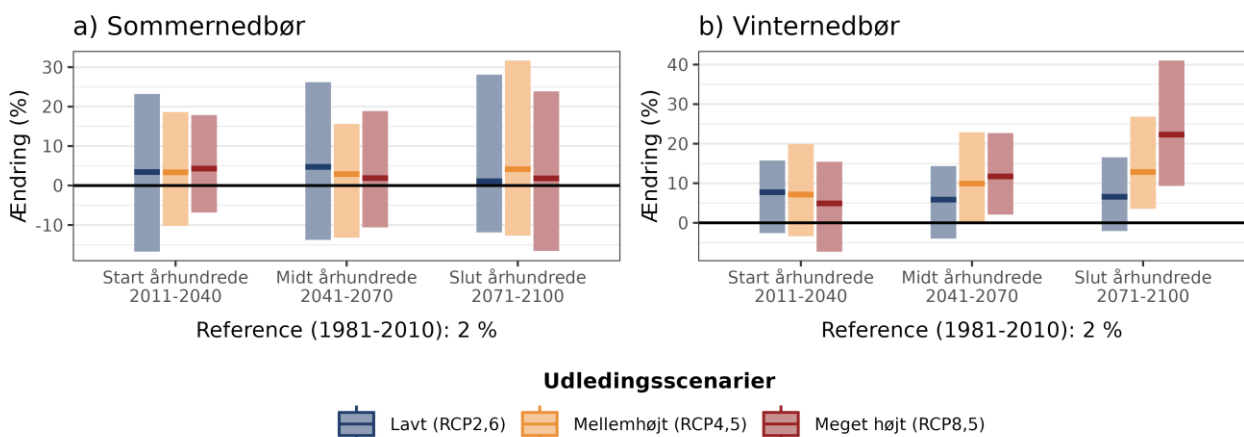 a) Sommernedbør
Ændring (%)
30
20
10
0
-10
Start århundrede
2011-2040
Midt århundrede
2041-2070
Slut århundrede
2071-2100
Reference (1981-2010): 2 %
b) Vinternedbør
Ændring (%)
40
30
20
10
0
Start århundrede
2011-2040
Midt århundrede
2041-2070
Slut århundrede
2071-2100
Reference (1981-2010): 2 %
Udledingsscenarier
Lavt (RCP2,6)
Mellemhøjt (RCP4,5)
Meget højt (RCP8,5)